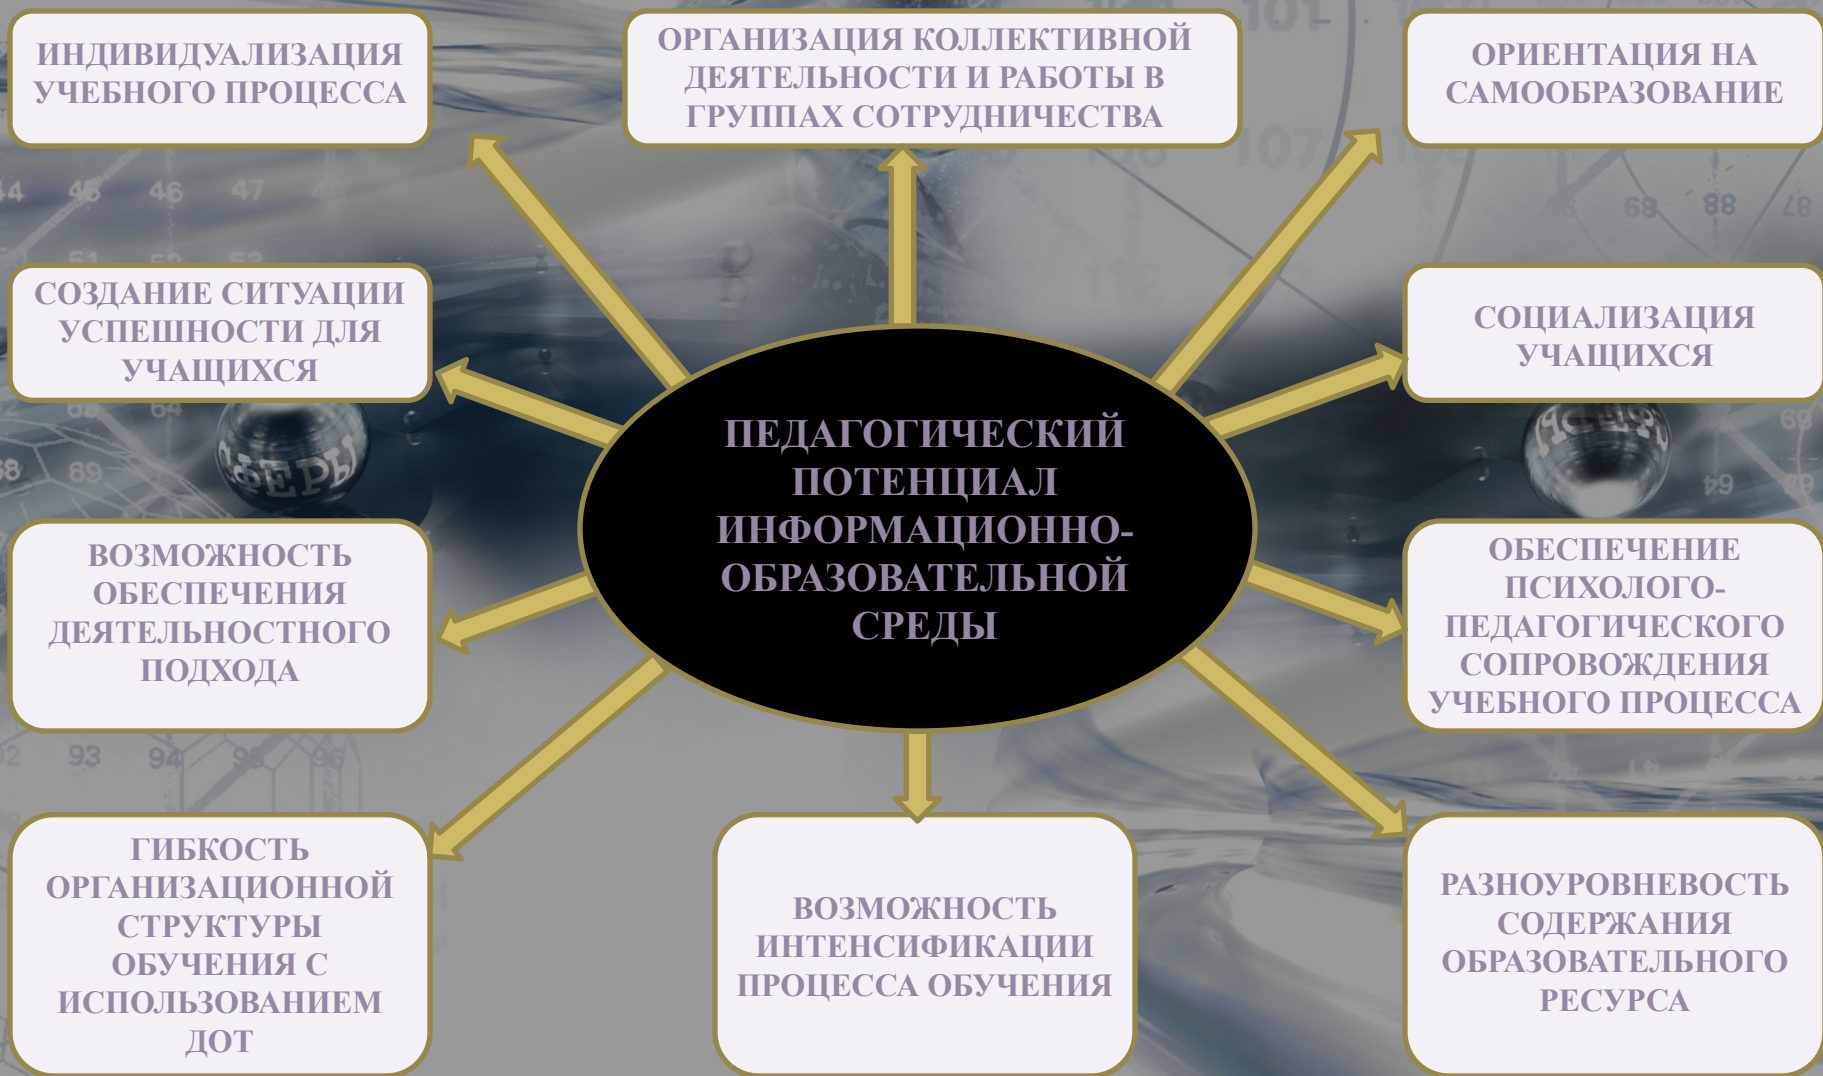 ИНДИВИДУАЛИЗАЦИЯ
УЧЕБНОГО ПРОЦЕССА
ОРГАНИЗАЦИЯ КОЛЛЕКТИВНОЙ
ДЕЯТЕЛЬНОСТИ И РАБОТЫ В
ГРУППАХ СОТРУДНИЧЕСТВА
ОРИЕНТАЦИЯ НА
САМООБРАЗОВАНИЕ
СОЗДАНИЕ СИТУАЦИИ
УСПЕШНОСТИ ДЛЯ
УЧАЩИХСЯ
СОЦИАЛИЗАЦИЯ
УЧАЩИХСЯ
ПЕДАГОГИЧЕСКИЙ
ПОТЕНЦИАЛ
ИНФОРМАЦИОННО-
ОБРАЗОВАТЕЛЬНОЙ
СРЕДЫ
ВОЗМОЖНОСТЬ
ОБЕСПЕЧЕНИЯ
ДЕЯТЕЛЬНОСТНОГО
ПОДХОДА
ОБЕСПЕЧЕНИЕ
ПСИХОЛОГО-
ПЕДАГОГИЧЕСКОГО
СОПРОВОЖДЕНИЯ
УЧЕБНОГО ПРОЦЕССА
ГИБКОСТЬ
ОРГАНИЗАЦИОННОЙ
СТРУКТУРЫ
ОБУЧЕНИЯ С
ИСПОЛЬЗОВАНИЕМ
ДОТ
ВОЗМОЖНОСТЬ
ИНТЕНСИФИКАЦИИ
ПРОЦЕССА ОБУЧЕНИЯ
РАЗНОУРОВНЕВОСТЬ
СОДЕРЖАНИЯ
ОБРАЗОВАТЕЛЬНОГО
РЕСУРСА